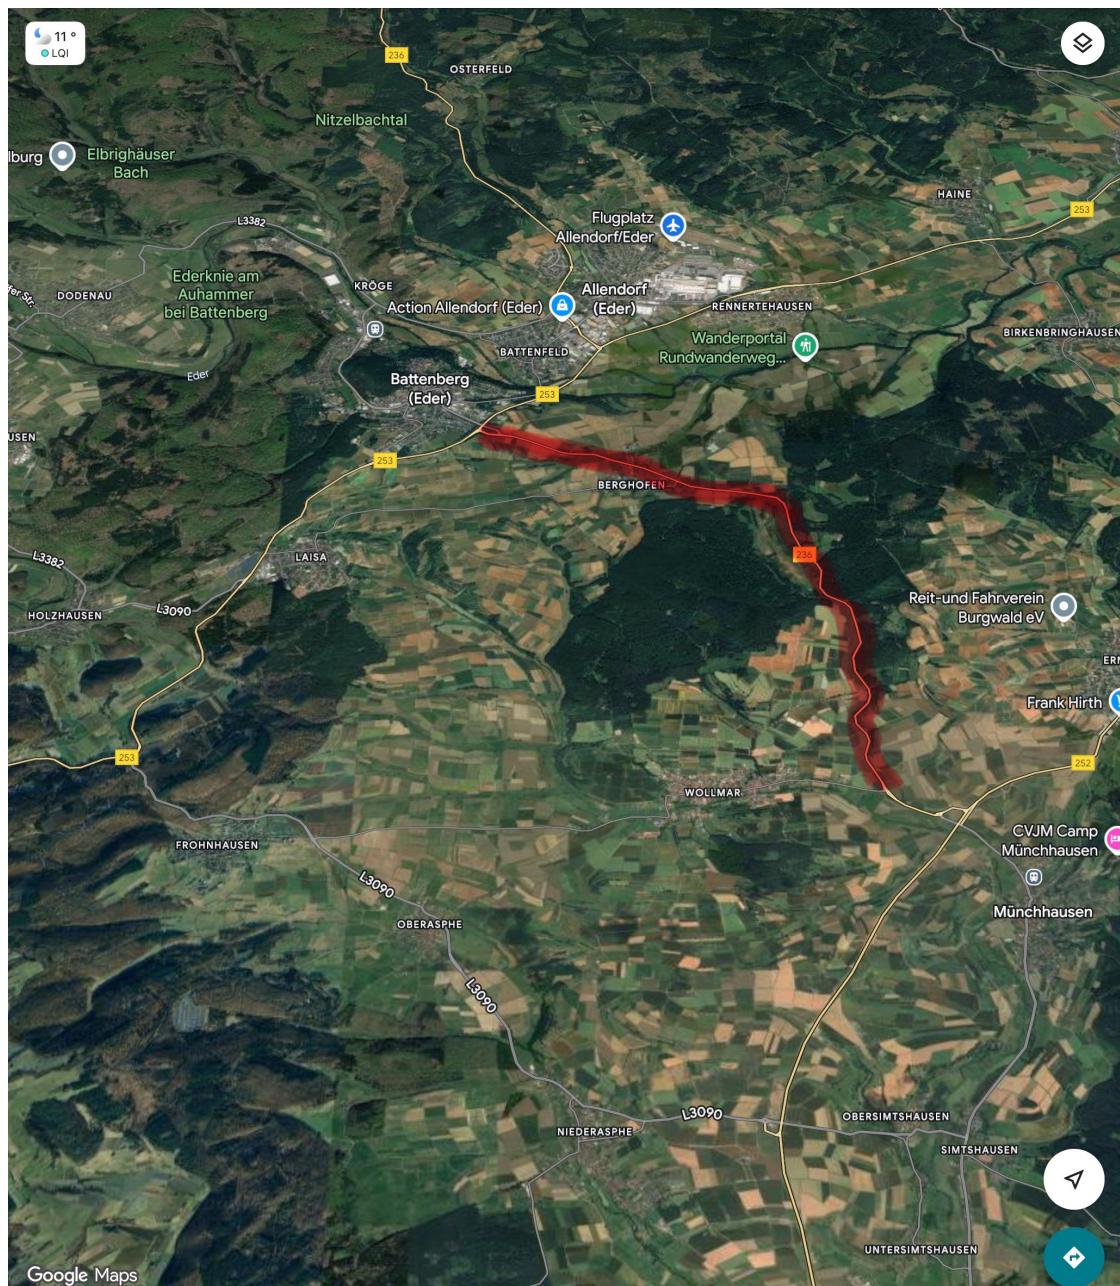 11 °
LQI
236
OSTERFELD
Nitzelbachtal
lburg
Elbrighäuser
Bach
HAINE
253
Flugplatz
Allendorf/Eder
L3382
Ederknie am
Auhammer
bei Battenberg
DODENAU
KRÖGE
Action Allendorf (Eder)
Allendorf
(Eder)
RENNERTEHAUSEN
BIRKENBRINGHAUSEN
Wanderportal
Rundwanderweg...
BATTENFELD
Eder
Battenberg
(Eder)
253
USEN
253
BERGHOFEN
236
LAISA
L3382
L3090
HOLZHAUSEN
Reit-und Fahrverein
Burgwald eV
ERN
Frank Hirth
253
252
WOLLMAR
CVJM Camp
Münchhausen
FROHNHAUSEN
L3090
Münchhausen
OBERASPHE
L3090
L3090
OBERSIMTSHAUSEN
NIEDERASPHE
SIMTSHAUSEN
UNTERSIMTSHAUSEN
Google Maps